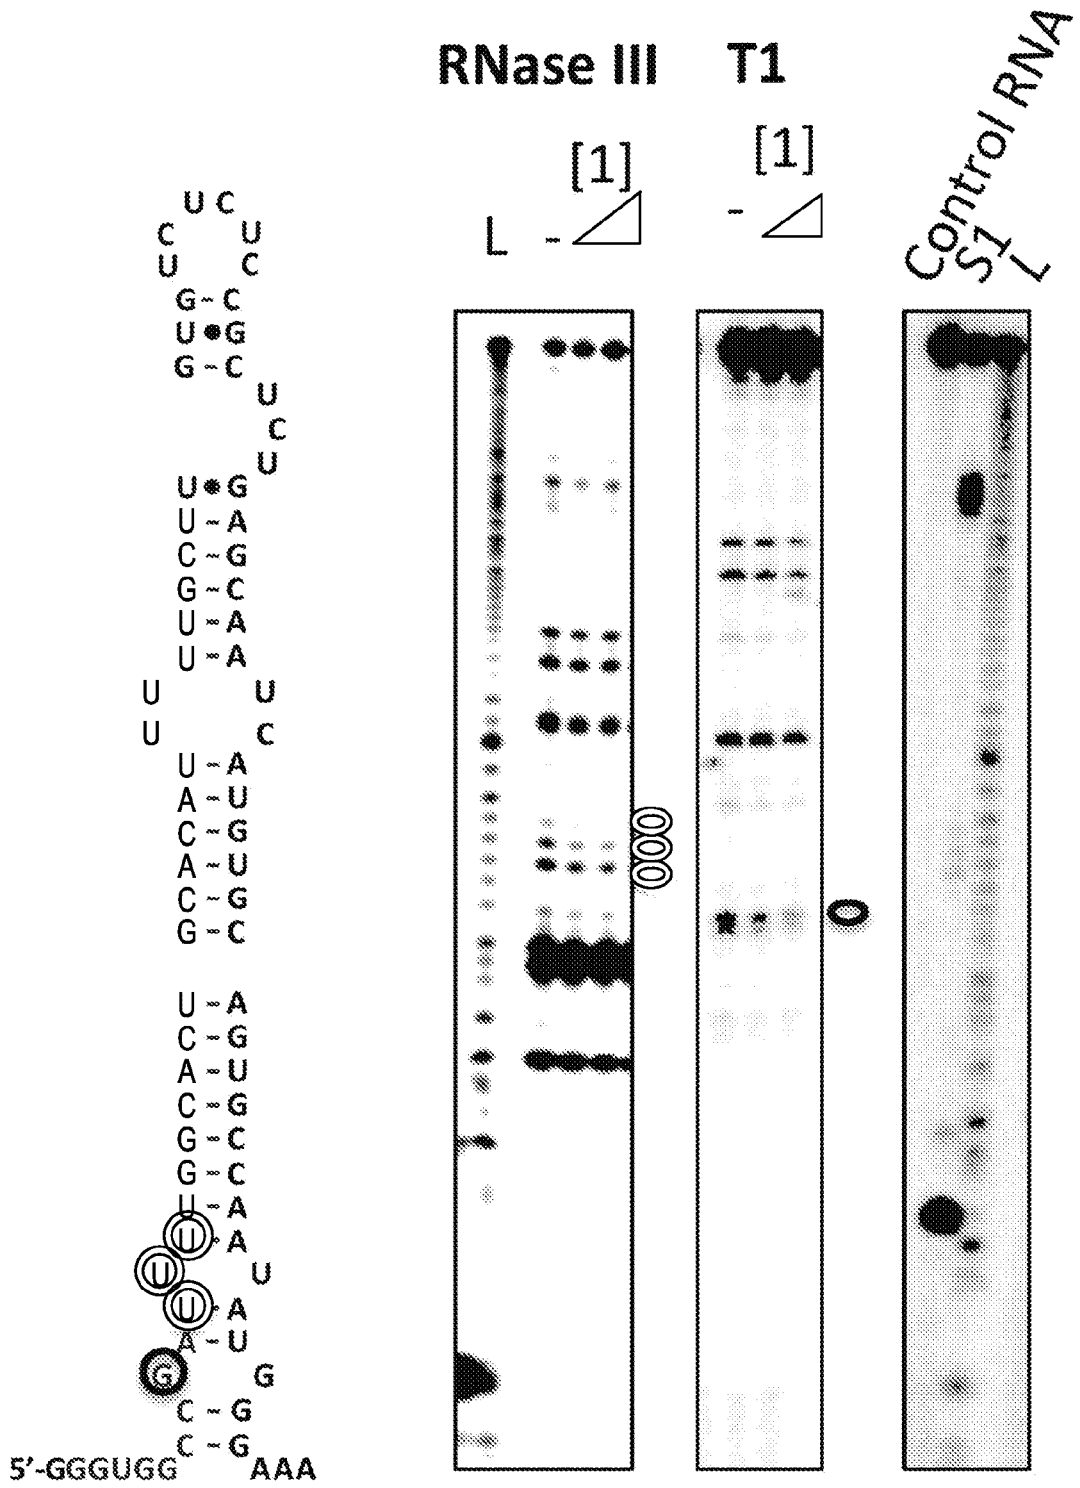 RNase III T1 Control RNA
[1] [1]
L - - S1 L
U C
C U
U C
G - C
U • G
G - C
U
C
U
U • G
U - A
C - G
G - C
U - A
U - A
U U
U C
U - A
A - U
C - G
A - U
C - G
G - C
U - A
C - G
A - U
C - G
G - C
G - C
U - A
U - A
U U
U - A
A - U
G G
C - G
C - G
5'-GGGUGG AAA